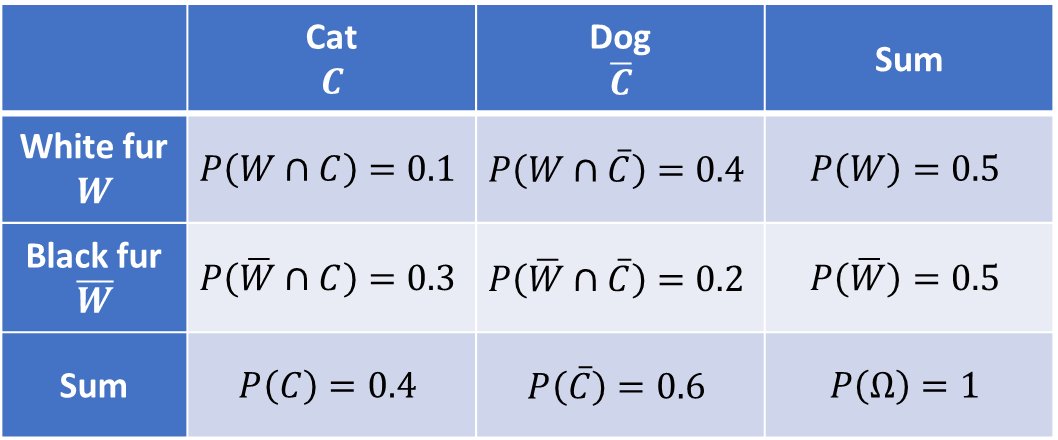 Cat
C
Dog
C̅
Sum
White fur
W
P(W ∩ C) = 0.1
P(W ∩ C̅) = 0.4
P(W) = 0.5
Black fur
W̅
P(W̅ ∩ C) = 0.3
P(W̅ ∩ C̅) = 0.2
P(W̅) = 0.5
Sum
P(C) = 0.4
P(C̅) = 0.6
P(Ω) = 1